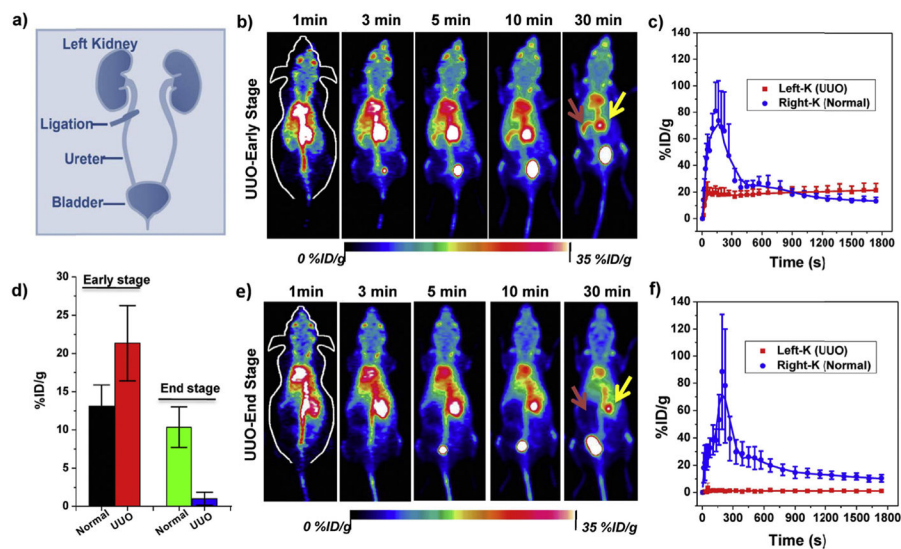 a)
Left Kidney
Ligation
Ureter
Bladder
b)
1min 3 min 5 min 10 min 30 min
UUO-Early Stage
0 %ID/g 35 %ID/g
c)
140
120
100
80
60
40
20
0
%ID/g
Left-K (UUO)
Right-K (Normal)
0 300 600 900 1200 1500 1800
Time (s)
d)
30
25
20
15
10
5
0
%ID/g
Early stage
End stage
Normal UUO Normal UUO
e)
1min 3 min 5 min 10 min 30 min
UUO-End Stage
0 %ID/g 35 %ID/g
f)
140
120
100
80
60
40
20
0
%ID/g
Left-K (UUO)
Right-K (Normal)
0 300 600 900 1200 1500 1800
Time (s)